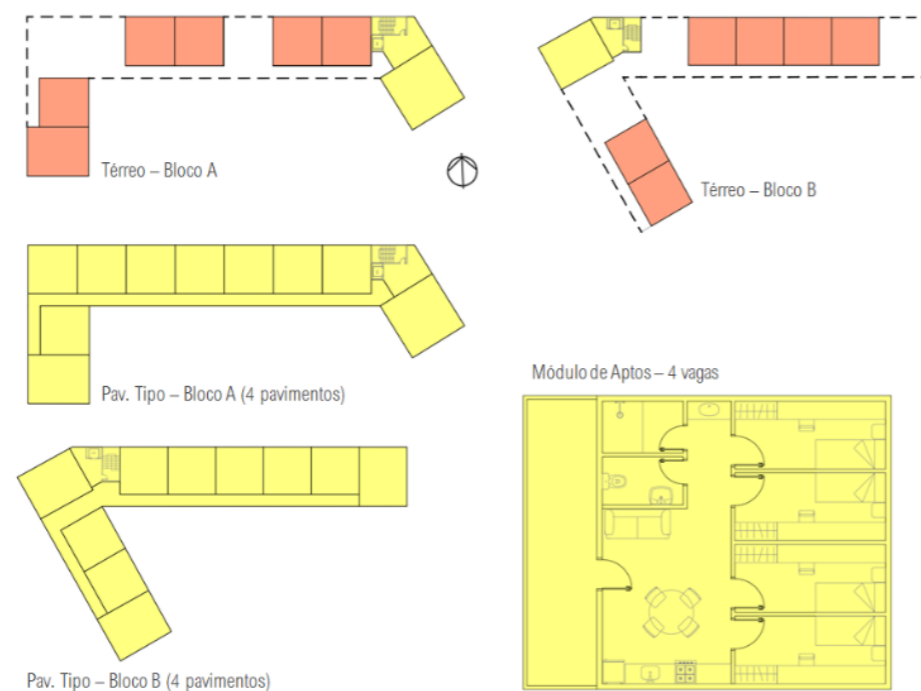 Térreo – Bloco A
Térreo – Bloco B
Pav. Tipo – Bloco A (4 pavimentos)
Módulo de Aptos – 4 vagas
Pav. Tipo – Bloco B (4 pavimentos)